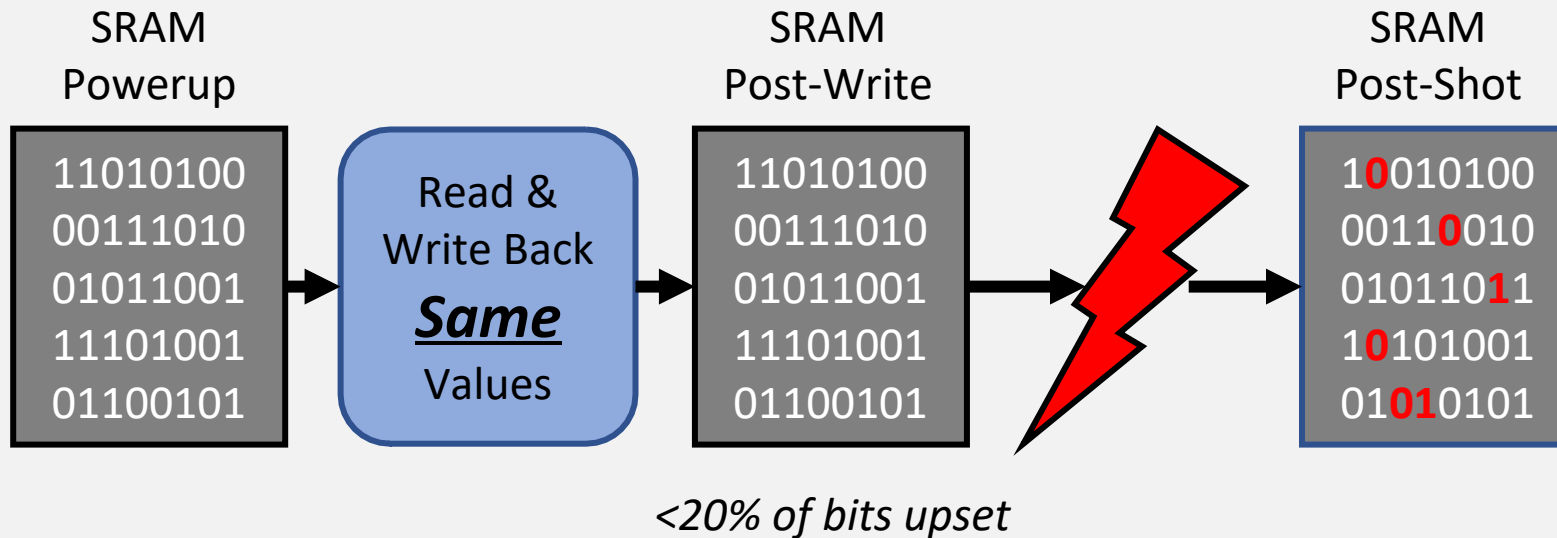 SRAM
Powerup
11010100
00111010
01011001
11101001
01100101
Read &
Write Back
Same
Values
SRAM
Post-Write
11010100
00111010
01011001
11101001
01100101
SRAM
Post-Shot
10010100
00110010
01011011
10101001
01010101
<20% of bits upset